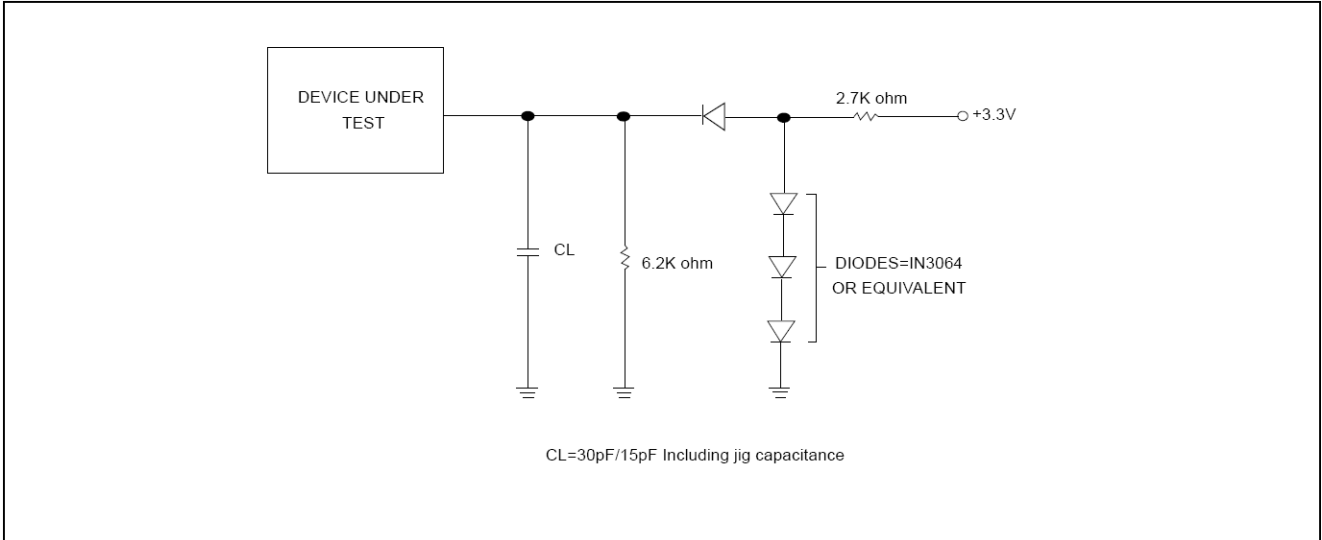 DEVICE UNDER
TEST
2.7K ohm
+3.3V
CL
6.2K ohm
DIODES=IN3064
OR EQUIVALENT
CL=30pF/15pF Including jig capacitance